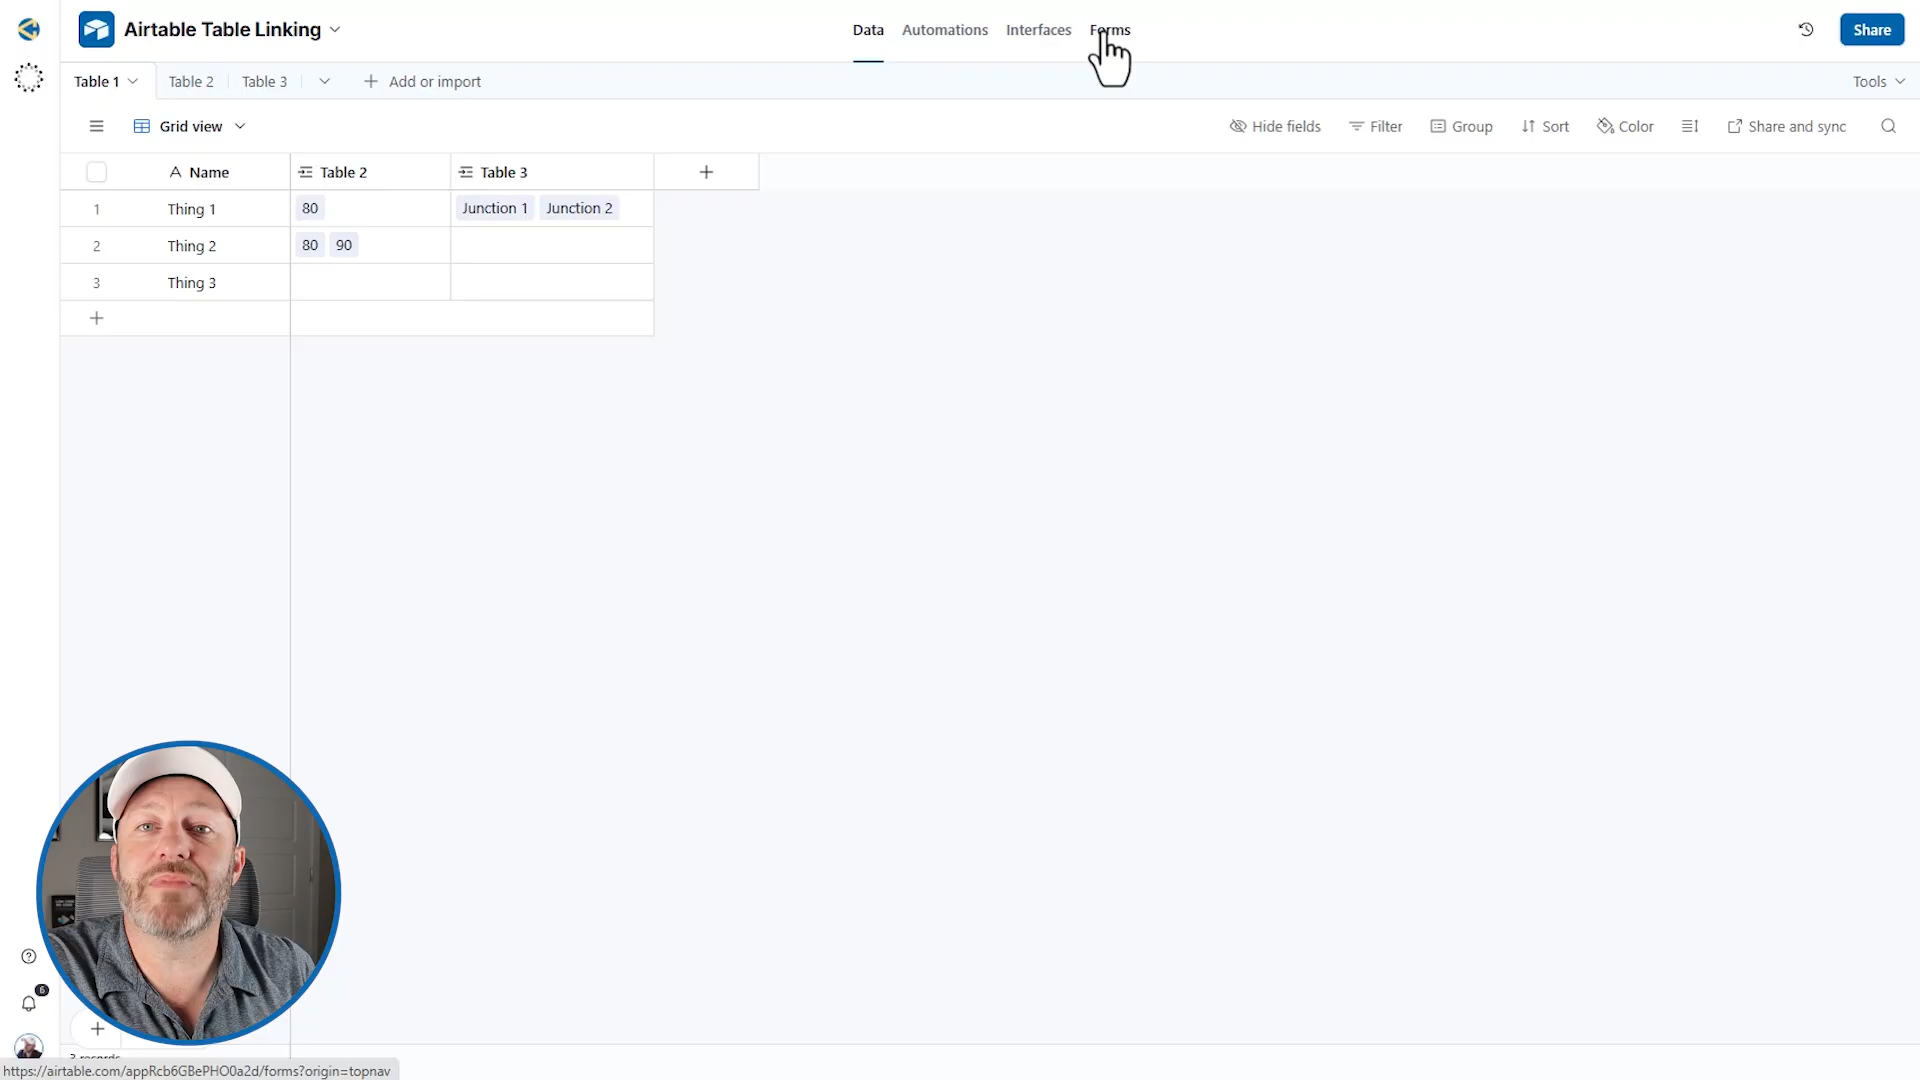 Airtable Table Linking
Data Automations Interfaces Forms
Share
Table 1 Table 2 Table 3 Add or import
Tools
Grid view
Hide fields Filter Group Sort Color Share and sync
Name Table 2 Table 3
1 Thing 1 80 Junction 1 Junction 2
2 Thing 2 80 90
3 Thing 3
6
3 records
https://airtable.com/appRcb6GBePHO0a2d/forms?origin=topnav